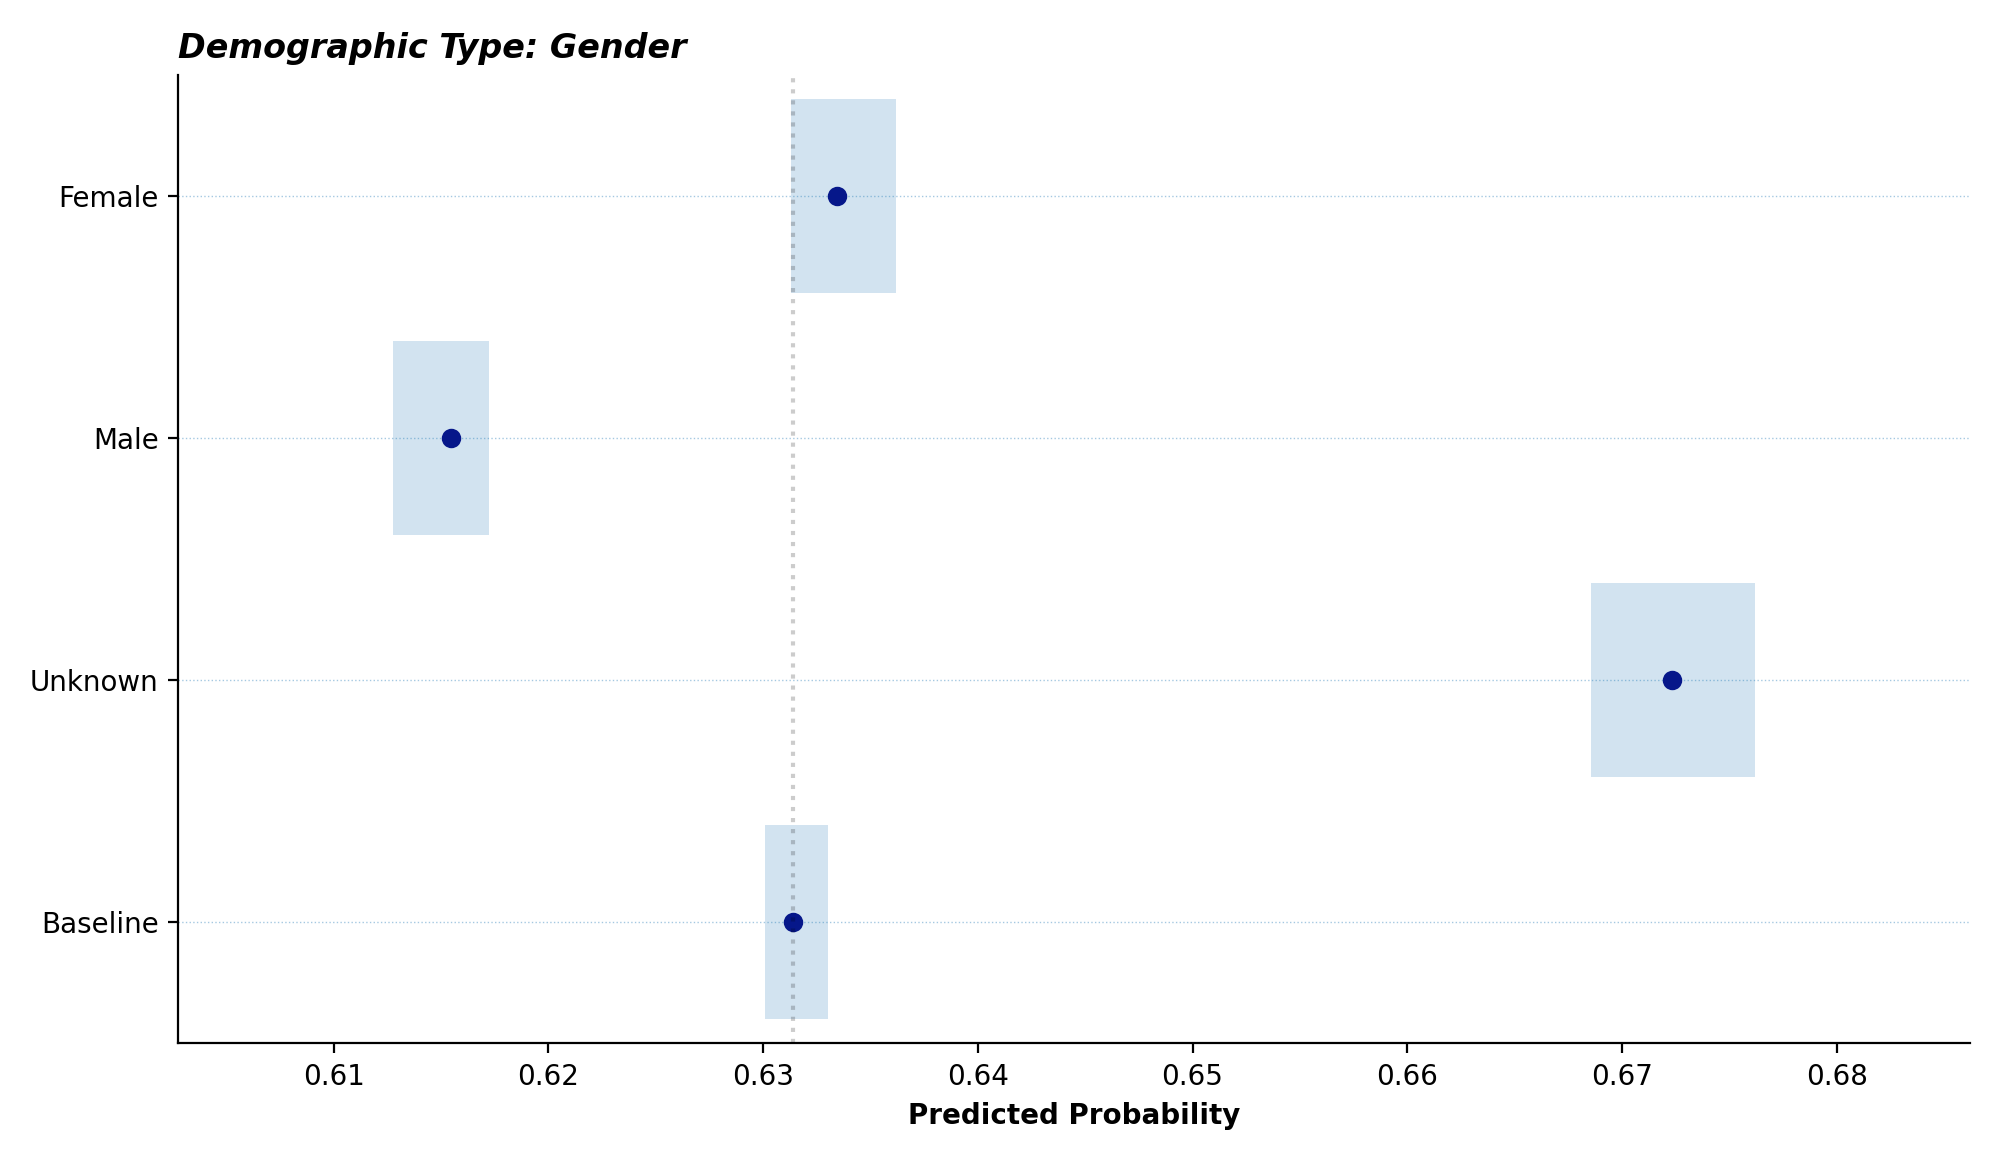 Demographic Type: Gender
Female
Male
Unknown
Baseline
0.61 0.62 0.63 0.64 0.65 0.66 0.67 0.68
Predicted Probability